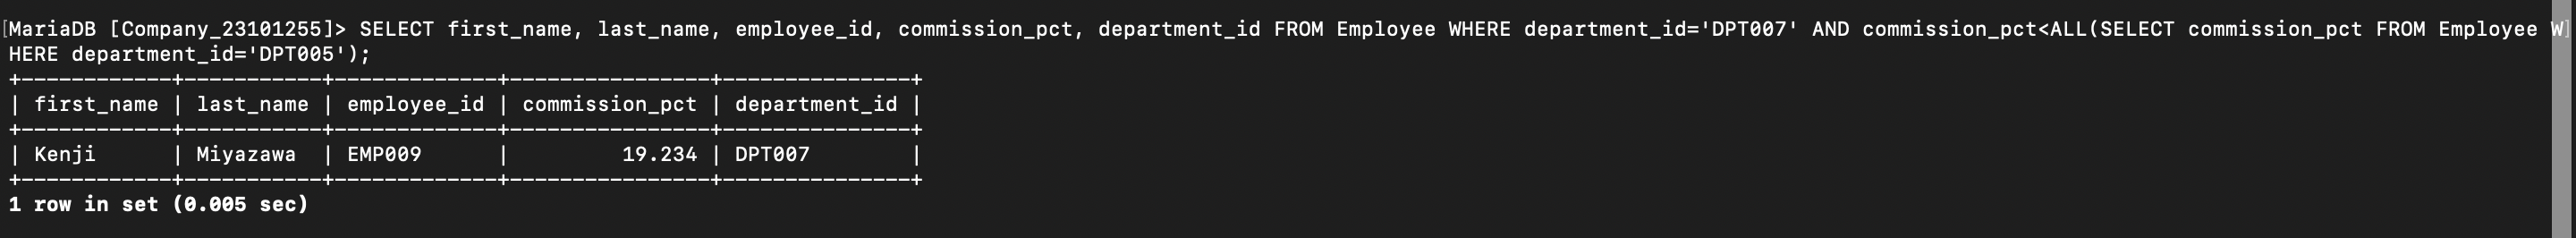 [MariaDB [Company_23101255]> SELECT first_name, last_name, employee_id, commission_pct, department_id FROM Employee WHERE department_id='DPT007' AND commission_pct<ALL(SELECT commission_pct FROM Employee W]
HERE department_id='DPT005');
+------------+-----------+-------------+----------------+---------------+
| first_name | last_name | employee_id | commission_pct | department_id |
+------------+-----------+-------------+----------------+---------------+
| Kenji      | Miyazawa  | EMP009      |         19.234 | DPT007        |
+------------+-----------+-------------+----------------+---------------+
1 row in set (0.005 sec)